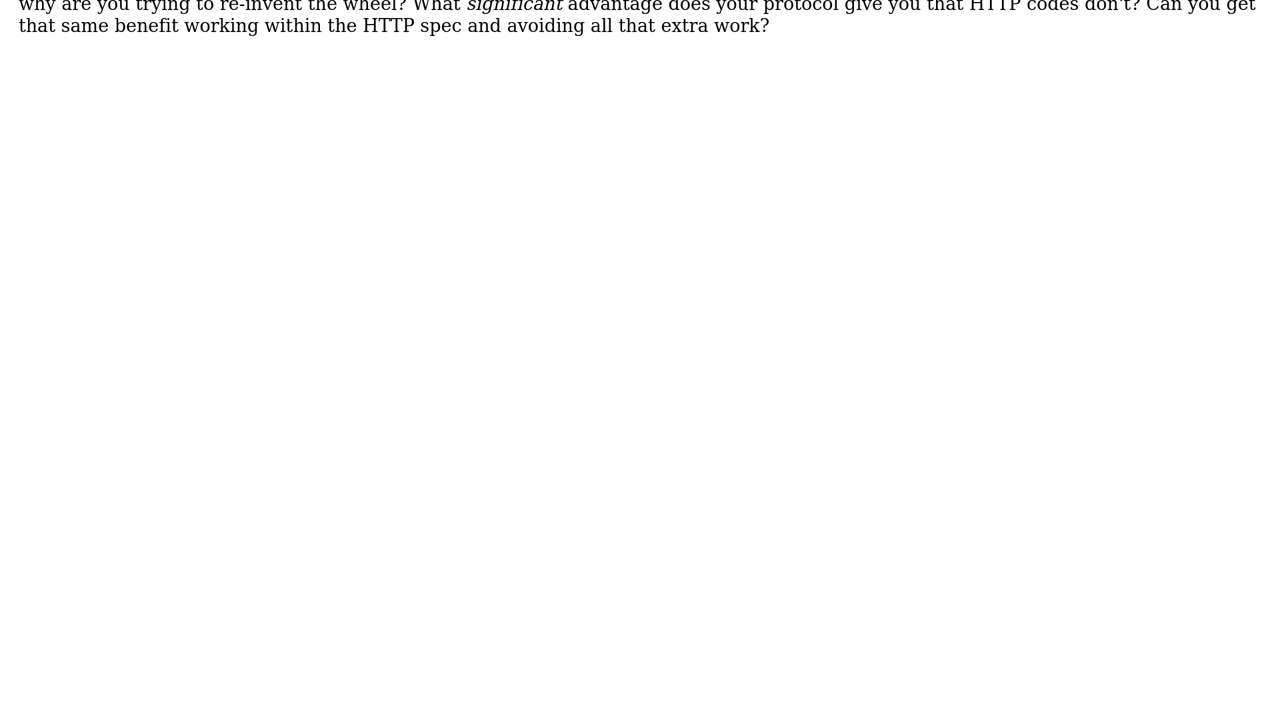 why are you trying to re-invent the wheel? What significant advantage does your protocol give you that HTTP codes don't? Can you get
that same benefit working within the HTTP spec and avoiding all that extra work?